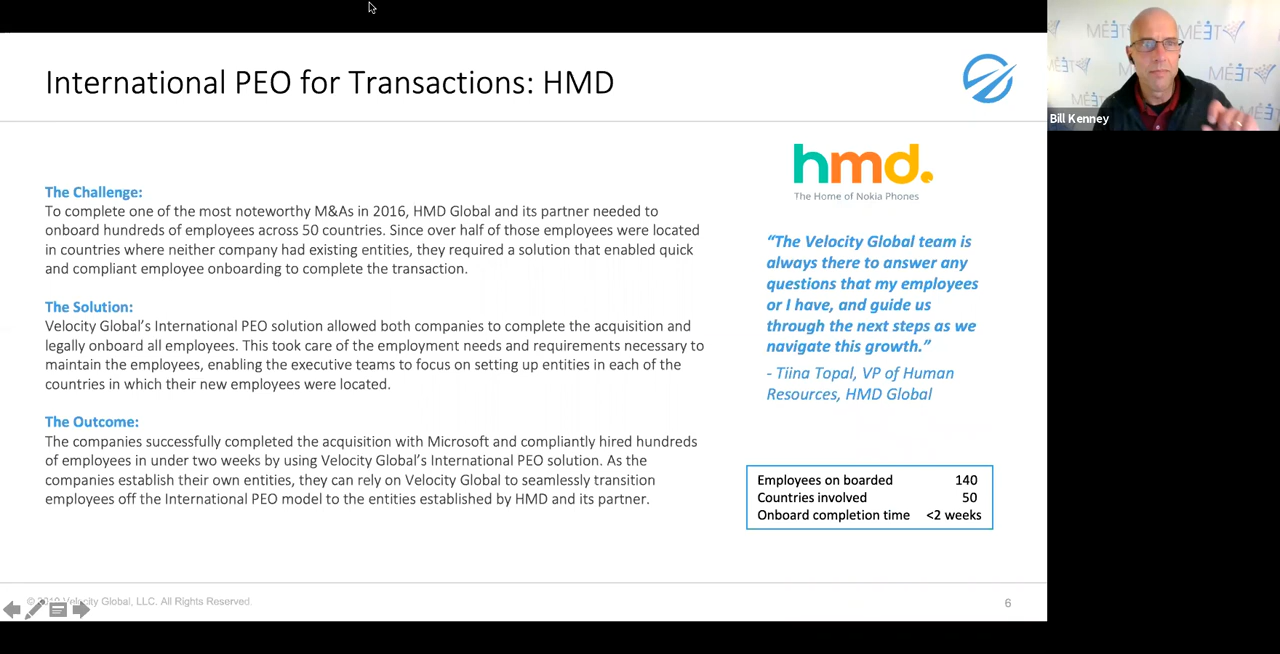 International PEO for Transactions: HMD
The Challenge:
To complete one of the most noteworthy M&As in 2016, HMD Global and its partner needed to
onboard hundreds of employees across 50 countries. Since over half of those employees were located
in countries where neither company had existing entities, they required a solution that enabled quick
and compliant employee onboarding to complete the transaction.
The Solution:
Velocity Global’s International PEO solution allowed both companies to complete the acquisition and
legally onboard all employees. This took care of the employment needs and requirements necessary to
maintain the employees, enabling the executive teams to focus on setting up entities in each of the
countries in which their new employees were located.
The Outcome:
The companies successfully completed the acquisition with Microsoft and compliantly hired hundreds
of employees in under two weeks by using Velocity Global’s International PEO solution. As the
companies establish their own entities, they can rely on Velocity Global to seamlessly transition
employees off the International PEO model to the entities established by HMD and its partner.
hmd.
The Home of Nokia Phones
“The Velocity Global team is
always there to answer any
questions that my employees
or I have, and guide us
through the next steps as we
navigate this growth.”
- Tiina Topal, VP of Human
Resources, HMD Global
Employees on boarded 140
Countries involved 50
Onboard completion time <2 weeks
© Velocity Global, LLC. All Rights Reserved.
6
MEET
MEET
MEET
Bill Kenney